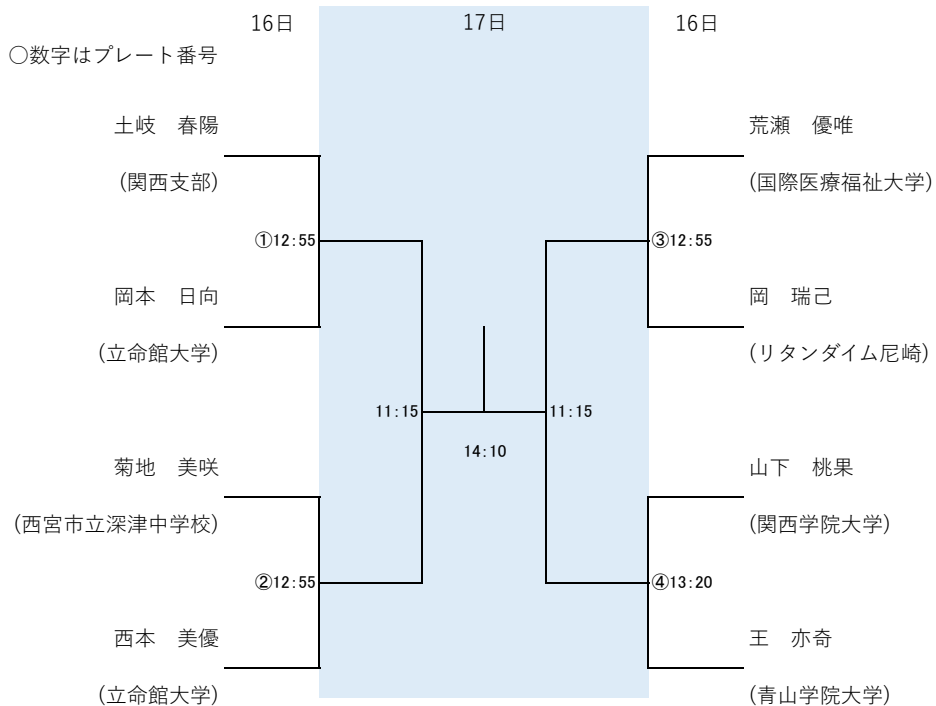 16日
17日
16日
○数字はプレート番号
土岐　春陽
(関西支部)
①12:55
岡本　日向
(立命館大学)
菊地　美咲
(西宮市立深津中学校)
②12:55
西本　美優
(立命館大学)
11:15
14:10
11:15
荒瀬　優唯
(国際医療福祉大学)
③12:55
岡　瑞己
(リタンダイム尼崎)
山下　桃果
(関西学院大学)
④13:20
王　亦奇
(青山学院大学)